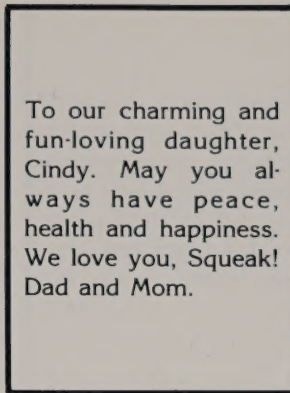 To our charming and
fun-loving daughter,
Cindy. May you al-
ways have peace,
health and happiness.
We love you, Squeak!
Dad and Mom.